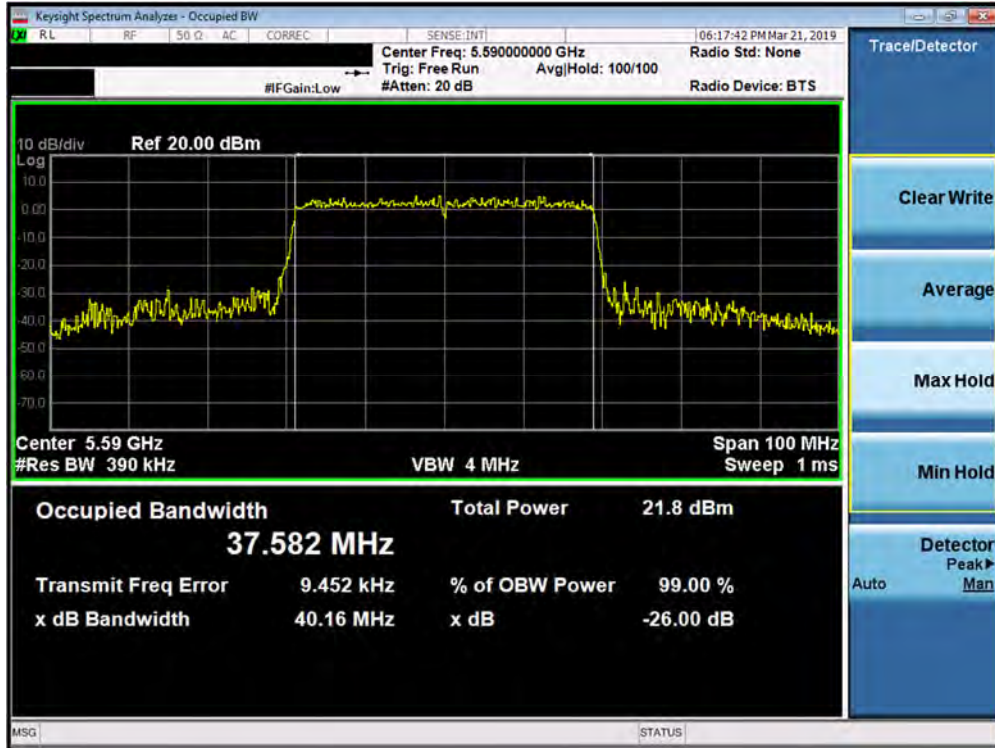 Keysight Spectrum Analyzer - Occupied BW
LXI RL RF 50 Ω AC CORREC SENSE:INT 06:17:42 PM Mar 21, 2019
Center Freq: 5.590000000 GHz Radio Std: None
Trig: Free Run Avg|Hold: 100/100
#IFGain:Low #Atten: 20 dB Radio Device: BTS
10 dB/div Ref 20.00 dBm
Log
10.0
0.00
-10.0
-20.0
-30.0
-40.0
-50.0
-60.0
-70.0
Center 5.59 GHz Span 100 MHz
#Res BW 390 kHz VBW 4 MHz Sweep 1 ms
Occupied Bandwidth Total Power 21.8 dBm
37.582 MHz
Transmit Freq Error 9.452 kHz % of OBW Power 99.00 %
x dB Bandwidth 40.16 MHz x dB -26.00 dB
MSG STATUS
Trace/Detector
Clear Write
Average
Max Hold
Min Hold
Detector
Peak▶
Auto Man